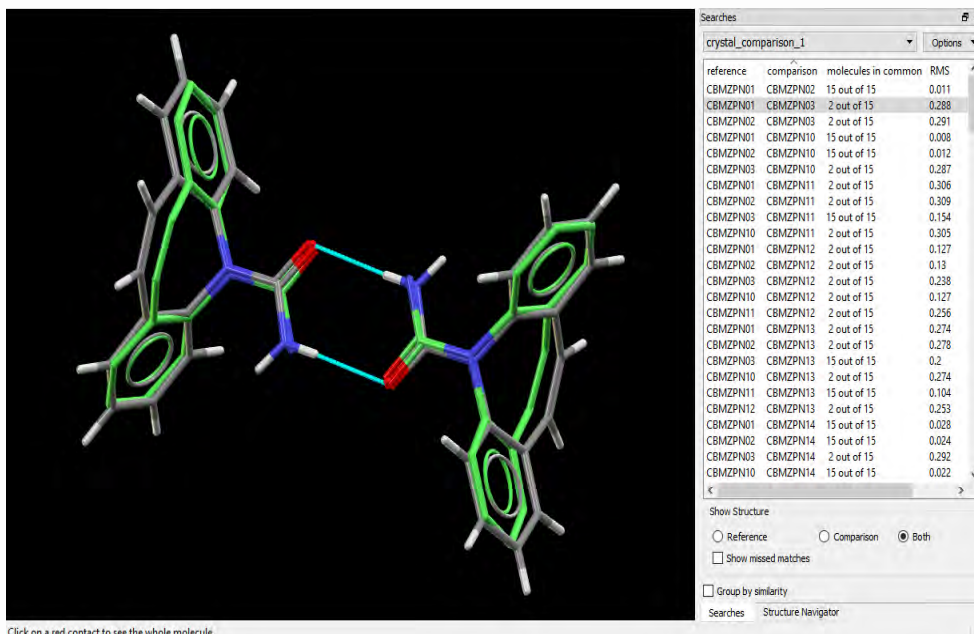 Searches
crystal_comparison_1 Options
reference comparison molecules in common RMS
CBMZPN01 CBMZPN02 15 out of 15 0.011
CBMZPN01 CBMZPN03 2 out of 15 0.288
CBMZPN02 CBMZPN03 2 out of 15 0.291
CBMZPN01 CBMZPN10 15 out of 15 0.008
CBMZPN02 CBMZPN10 15 out of 15 0.012
CBMZPN03 CBMZPN10 2 out of 15 0.287
CBMZPN01 CBMZPN11 2 out of 15 0.306
CBMZPN02 CBMZPN11 2 out of 15 0.309
CBMZPN03 CBMZPN11 15 out of 15 0.154
CBMZPN10 CBMZPN11 2 out of 15 0.305
CBMZPN01 CBMZPN12 2 out of 15 0.127
CBMZPN02 CBMZPN12 2 out of 15 0.13
CBMZPN03 CBMZPN12 2 out of 15 0.238
CBMZPN10 CBMZPN12 2 out of 15 0.127
CBMZPN11 CBMZPN12 2 out of 15 0.256
CBMZPN01 CBMZPN13 2 out of 15 0.274
CBMZPN02 CBMZPN13 2 out of 15 0.278
CBMZPN03 CBMZPN13 15 out of 15 0.2
CBMZPN10 CBMZPN13 2 out of 15 0.274
CBMZPN11 CBMZPN13 15 out of 15 0.104
CBMZPN12 CBMZPN13 2 out of 15 0.253
CBMZPN01 CBMZPN14 15 out of 15 0.028
CBMZPN02 CBMZPN14 15 out of 15 0.024
CBMZPN03 CBMZPN14 2 out of 15 0.292
CBMZPN10 CBMZPN14 15 out of 15 0.022
Show Structure
Reference Comparison Both
Show missed matches
Group by similarity
Searches Structure Navigator
Click on a red contact to see the whole molecule